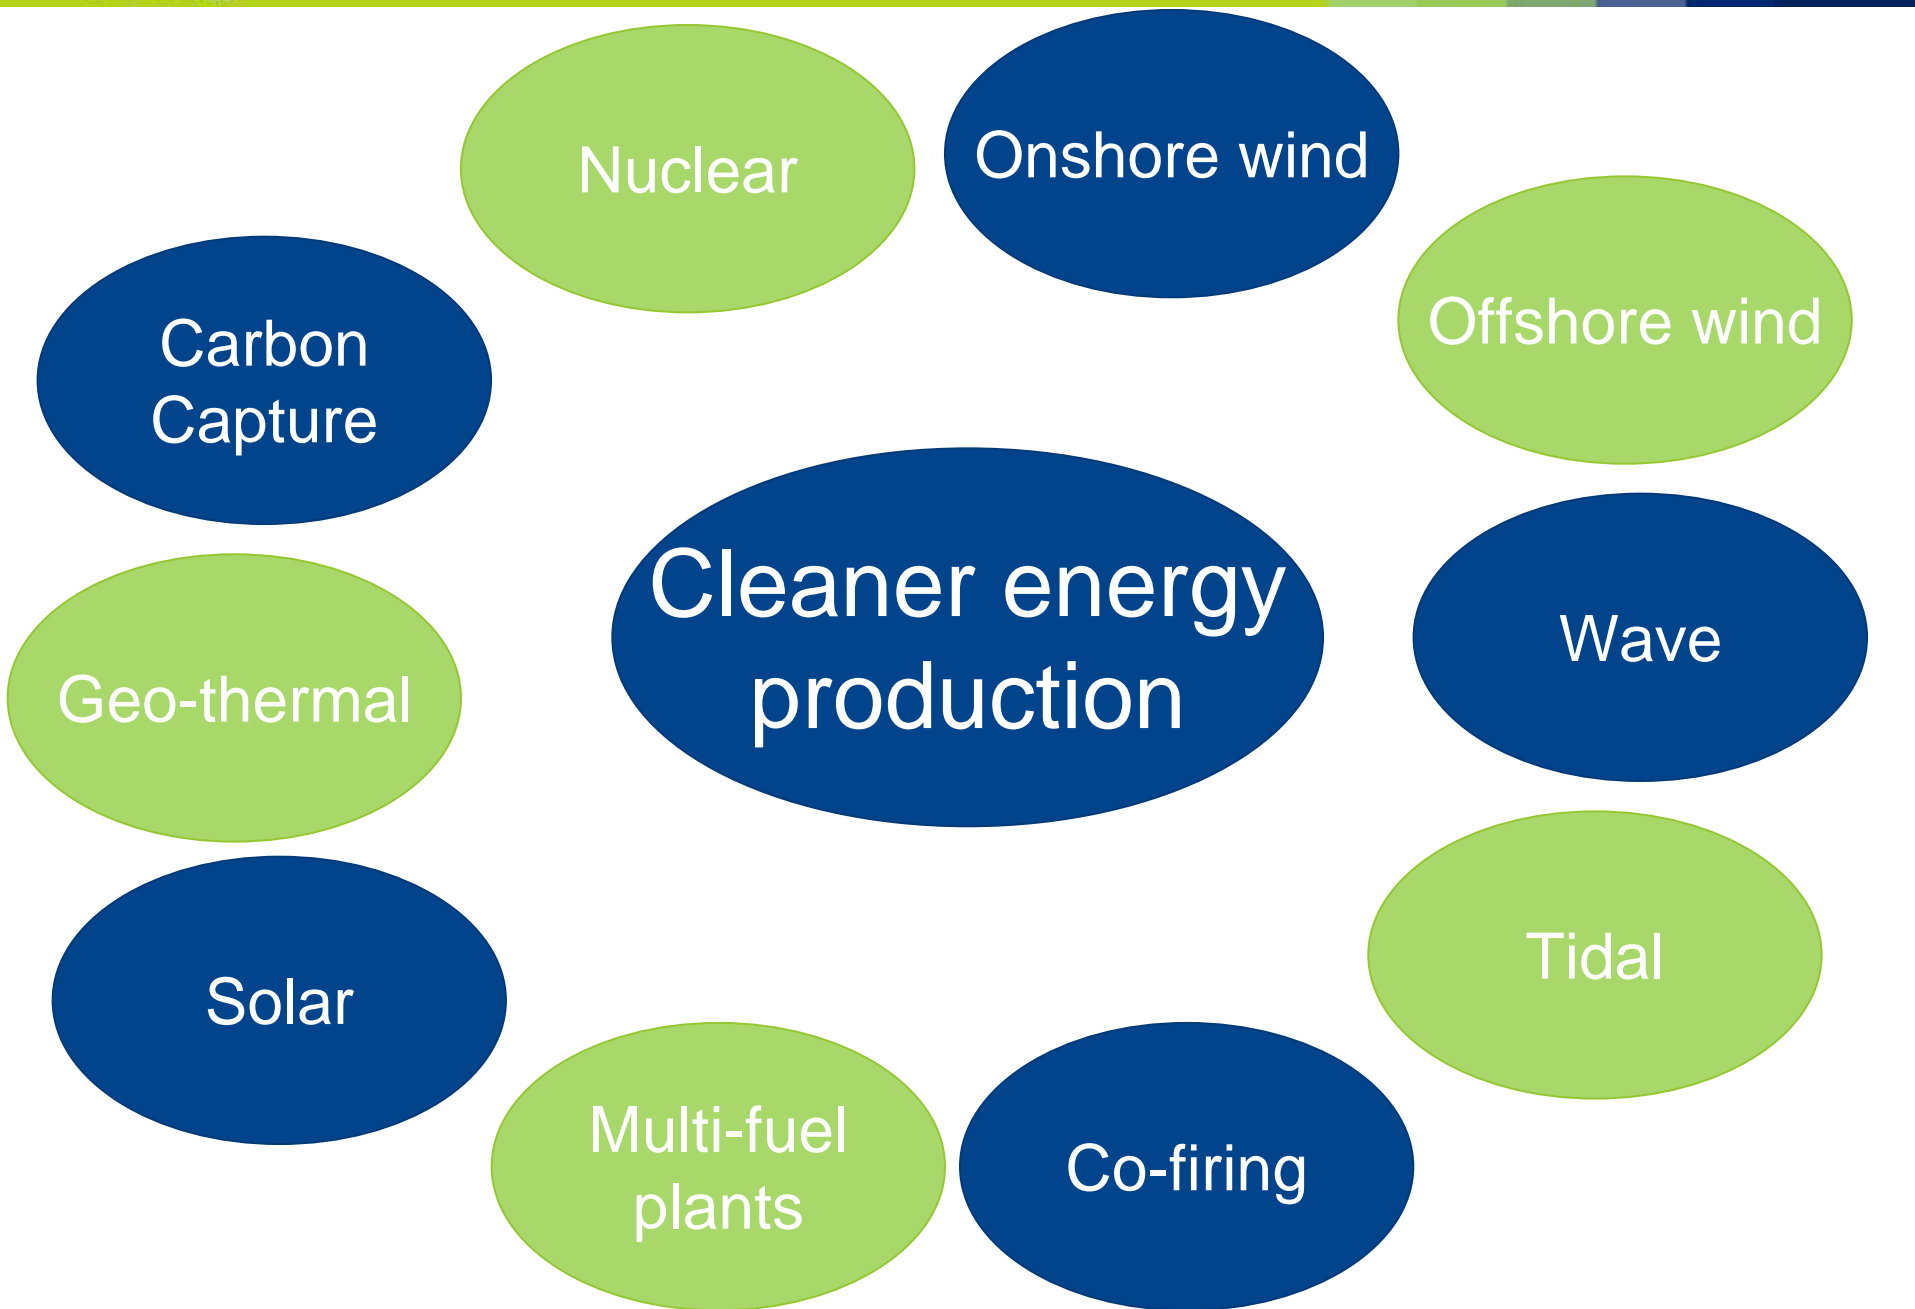 Nuclear
Onshore wind
Offshore wind
Carbon
Capture
Cleaner energy
production
Wave
Geo-thermal
Tidal
Solar
Multi-fuel
plants
Co-firing